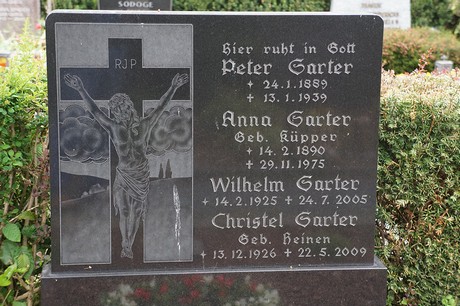 SODOGE
RJP
Hier ruht in Gott
Peter Garter
+ 24.1.1889
+ 13.1.1939
Anna Garter
Geb. Küpper
+ 14.2.1890
+ 29.11.1975
Wilhelm Garter
+ 14.2.1925 + 24.7.2005
Christel Garter
Geb. Heinen
+ 13.12.1926 + 22.5.2009